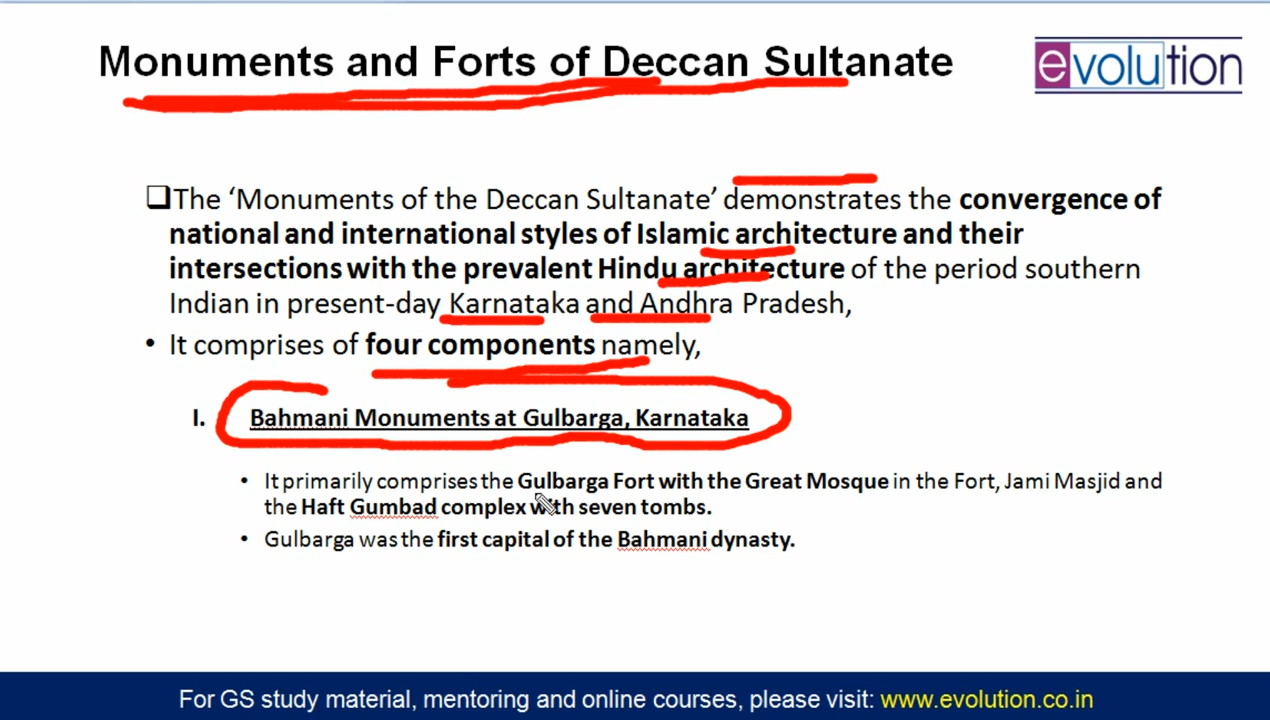 Monuments and Forts of Deccan Sultanate
evolution
❑The ‘Monuments of the Deccan Sultanate’ demonstrates the convergence of
national and international styles of Islamic architecture and their
intersections with the prevalent Hindu architecture of the period southern
Indian in present-day Karnataka and Andhra Pradesh,
• It comprises of four components namely,
I. Bahmani Monuments at Gulbarga, Karnataka
• It primarily comprises the Gulbarga Fort with the Great Mosque in the Fort, Jami Masjid and
the Haft Gumbad complex with seven tombs.
• Gulbarga was the first capital of the Bahmani dynasty.
For GS study material, mentoring and online courses, please visit: www.evolution.co.in